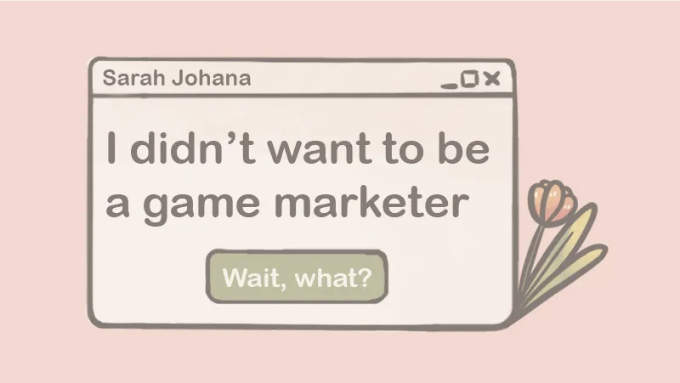 Sarah Johana
I didn’t want to be
a game marketer
Wait, what?